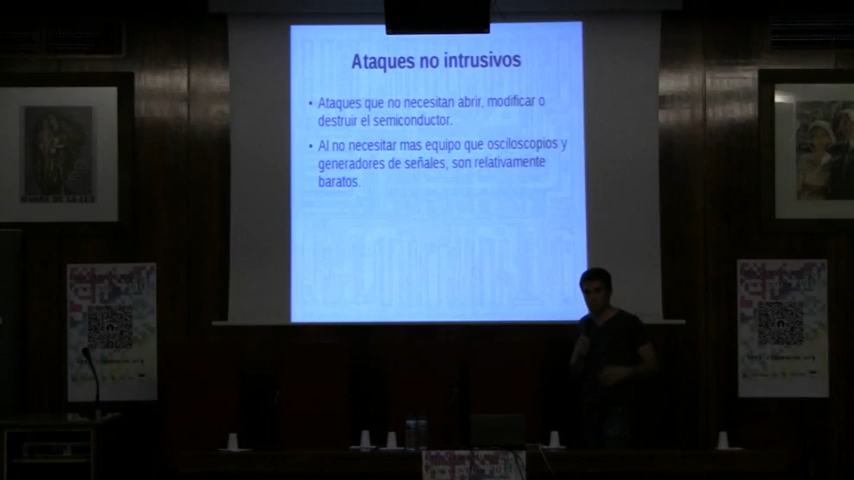 Ataques no intrusivos
• Ataques que no necesitan abrir, modificar o
destruir el semiconductor.
• Al no necesitar mas equipo que osciloscopios y
generadores de señales, son relativamente
baratos.